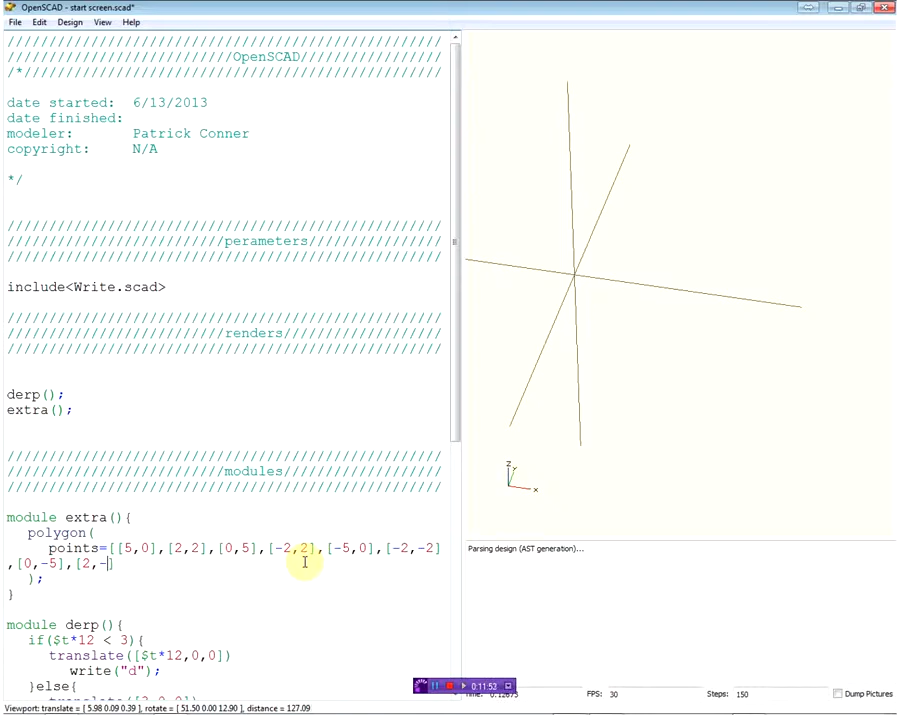 OpenSCAD - start screen.scad*
File Edit Design View Help
/////////////////////////////////////////////////////
///////////////////////////OpenSCAD/////////////////
/*//////////////////////////////////////////////////
date started: 6/13/2013
date finished:
modeler: Patrick Conner
copyright: N/A
*/
/////////////////////////////////////////////////////
//////////////////////////perameters////////////////
/////////////////////////////////////////////////////
include<Write.scad>
/////////////////////////////////////////////////////
//////////////////////////renders///////////////////
/////////////////////////////////////////////////////
derp();
extra();
/////////////////////////////////////////////////////
//////////////////////////modules///////////////////
/////////////////////////////////////////////////////
module extra(){
polygon(
points=[[5,0],[2,2],[0,5],[-2,2],[-5,0],[-2,-2]
,[0,-5],[2,-]
);
}
module derp(){
if($t*12 < 3){
translate([$t*12,0,0])
write("d");
}else{
Z
Y
X
Parsing design (AST generation)...
0:11:53
FPS: 30
Steps: 150
Dump Pictures
Viewport: translate = [ 5.98 0.09 0.39 ], rotate = [ 51.50 0.00 12.90 ], distance = 127.09